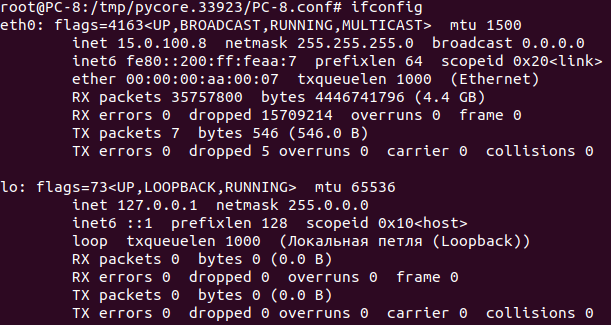 root@PC-8:/tmp/pycore.33923/PC-8.conf# ifconfig
eth0: flags=4163<UP,BROADCAST,RUNNING,MULTICAST>  mtu 1500
        inet 15.0.100.8  netmask 255.255.255.0  broadcast 0.0.0.0
        inet6 fe80::200:ff:feaa:7  prefixlen 64  scopeid 0x20<link>
        ether 00:00:00:aa:00:07  txqueuelen 1000  (Ethernet)
        RX packets 35757800  bytes 4446741796 (4.4 GB)
        RX errors 0  dropped 15709214  overruns 0  frame 0
        TX packets 7  bytes 546 (546.0 B)
        TX errors 0  dropped 5 overruns 0  carrier 0  collisions 0

lo: flags=73<UP,LOOPBACK,RUNNING>  mtu 65536
        inet 127.0.0.1  netmask 255.0.0.0
        inet6 ::1  prefixlen 128  scopeid 0x10<host>
        loop  txqueuelen 1000  (Локальная петля (Loopback))
        RX packets 0  bytes 0 (0.0 B)
        RX errors 0  dropped 0  overruns 0  frame 0
        TX packets 0  bytes 0 (0.0 B)
        TX errors 0  dropped 0 overruns 0  carrier 0  collisions 0